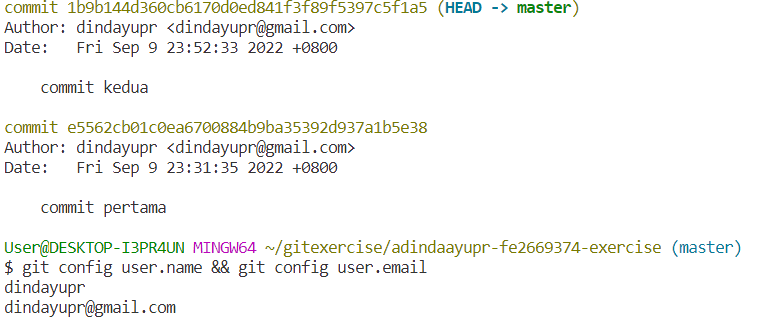 commit 1b9b144d360cb6170d0ed841f3f89f5397c5f1a5 (HEAD -> master)
Author: dindayupr <dindayupr@gmail.com>
Date:   Fri Sep 9 23:52:33 2022 +0800
commit kedua
commit e5562cb01c0ea6700884b9ba35392d937a1b5e38
Author: dindayupr <dindayupr@gmail.com>
Date:   Fri Sep 9 23:31:35 2022 +0800
commit pertama
User@DESKTOP-I3PR4UN MINGW64 ~/gitexercise/adindaayupr-fe2669374-exercise (master)
$ git config user.name && git config user.email
dindayupr
dindayupr@gmail.com